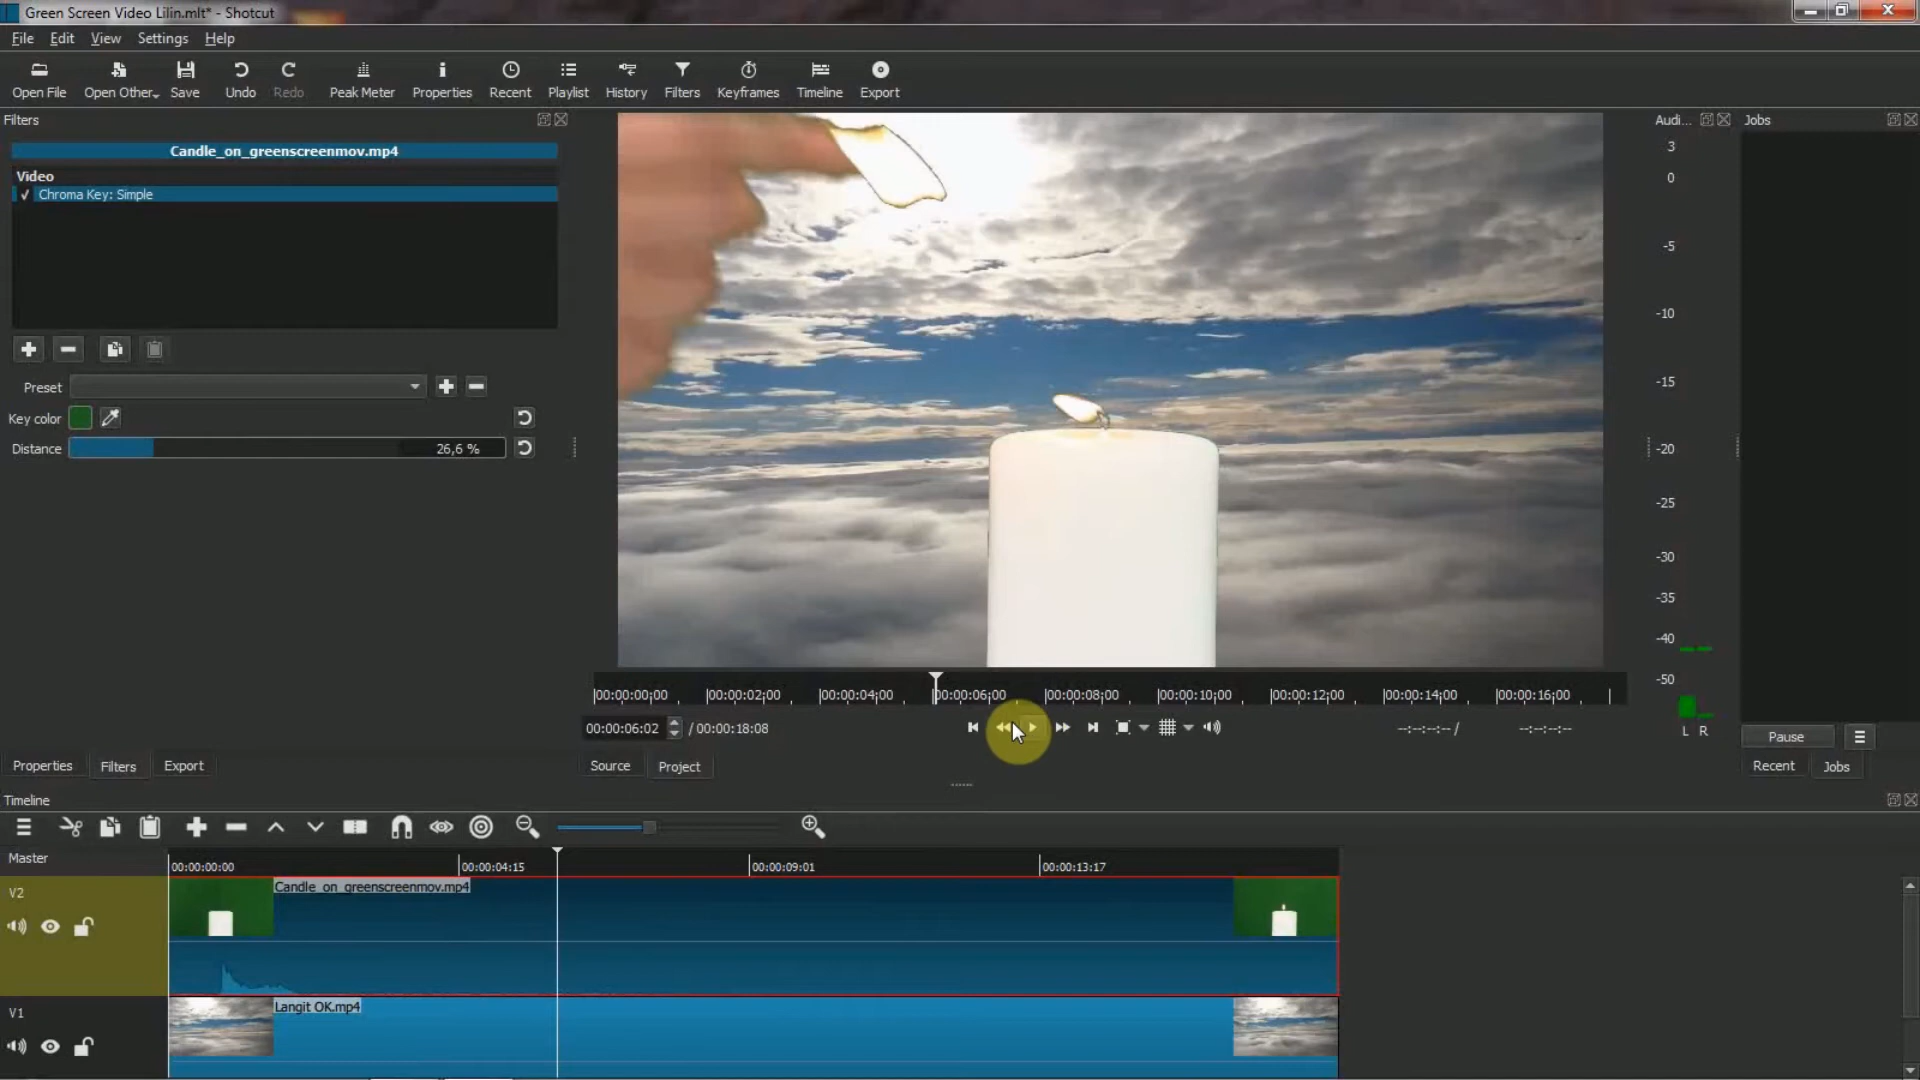 Green Screen Video Lilin.mlt* - Shotcut
File Edit View Settings Help
Open File Open Other Save Undo Redo Peak Meter Properties Recent Playlist History Filters Keyframes Timeline Export
Filters
Audi... Jobs
Candle_on_greenscreenmov.mp4
Video
Chroma Key: Simple
Preset
Key color
Distance 26,6 %
3
0
-5
-10
-15
-20
-25
-30
-35
-40
-50
L R
|00:00:00;00 |00:00:02;00 |00:00:04;00 |00:00:06;00 |00:00:08;00 |00:00:10;00 |00:00:12;00 |00:00:14;00 |00:00:16;00
00:00:06:02 / 00:00:18:08 --:--:--:-- / --:--:--:--
Pause
Properties Filters Export
Source Project
Recent Jobs
Timeline
Master
00:00:00:00 00:00:04:15 00:00:09:01 00:00:13:17
V2
Candle_on_greenscreenmov.mp4
V1
Langit OK.mp4